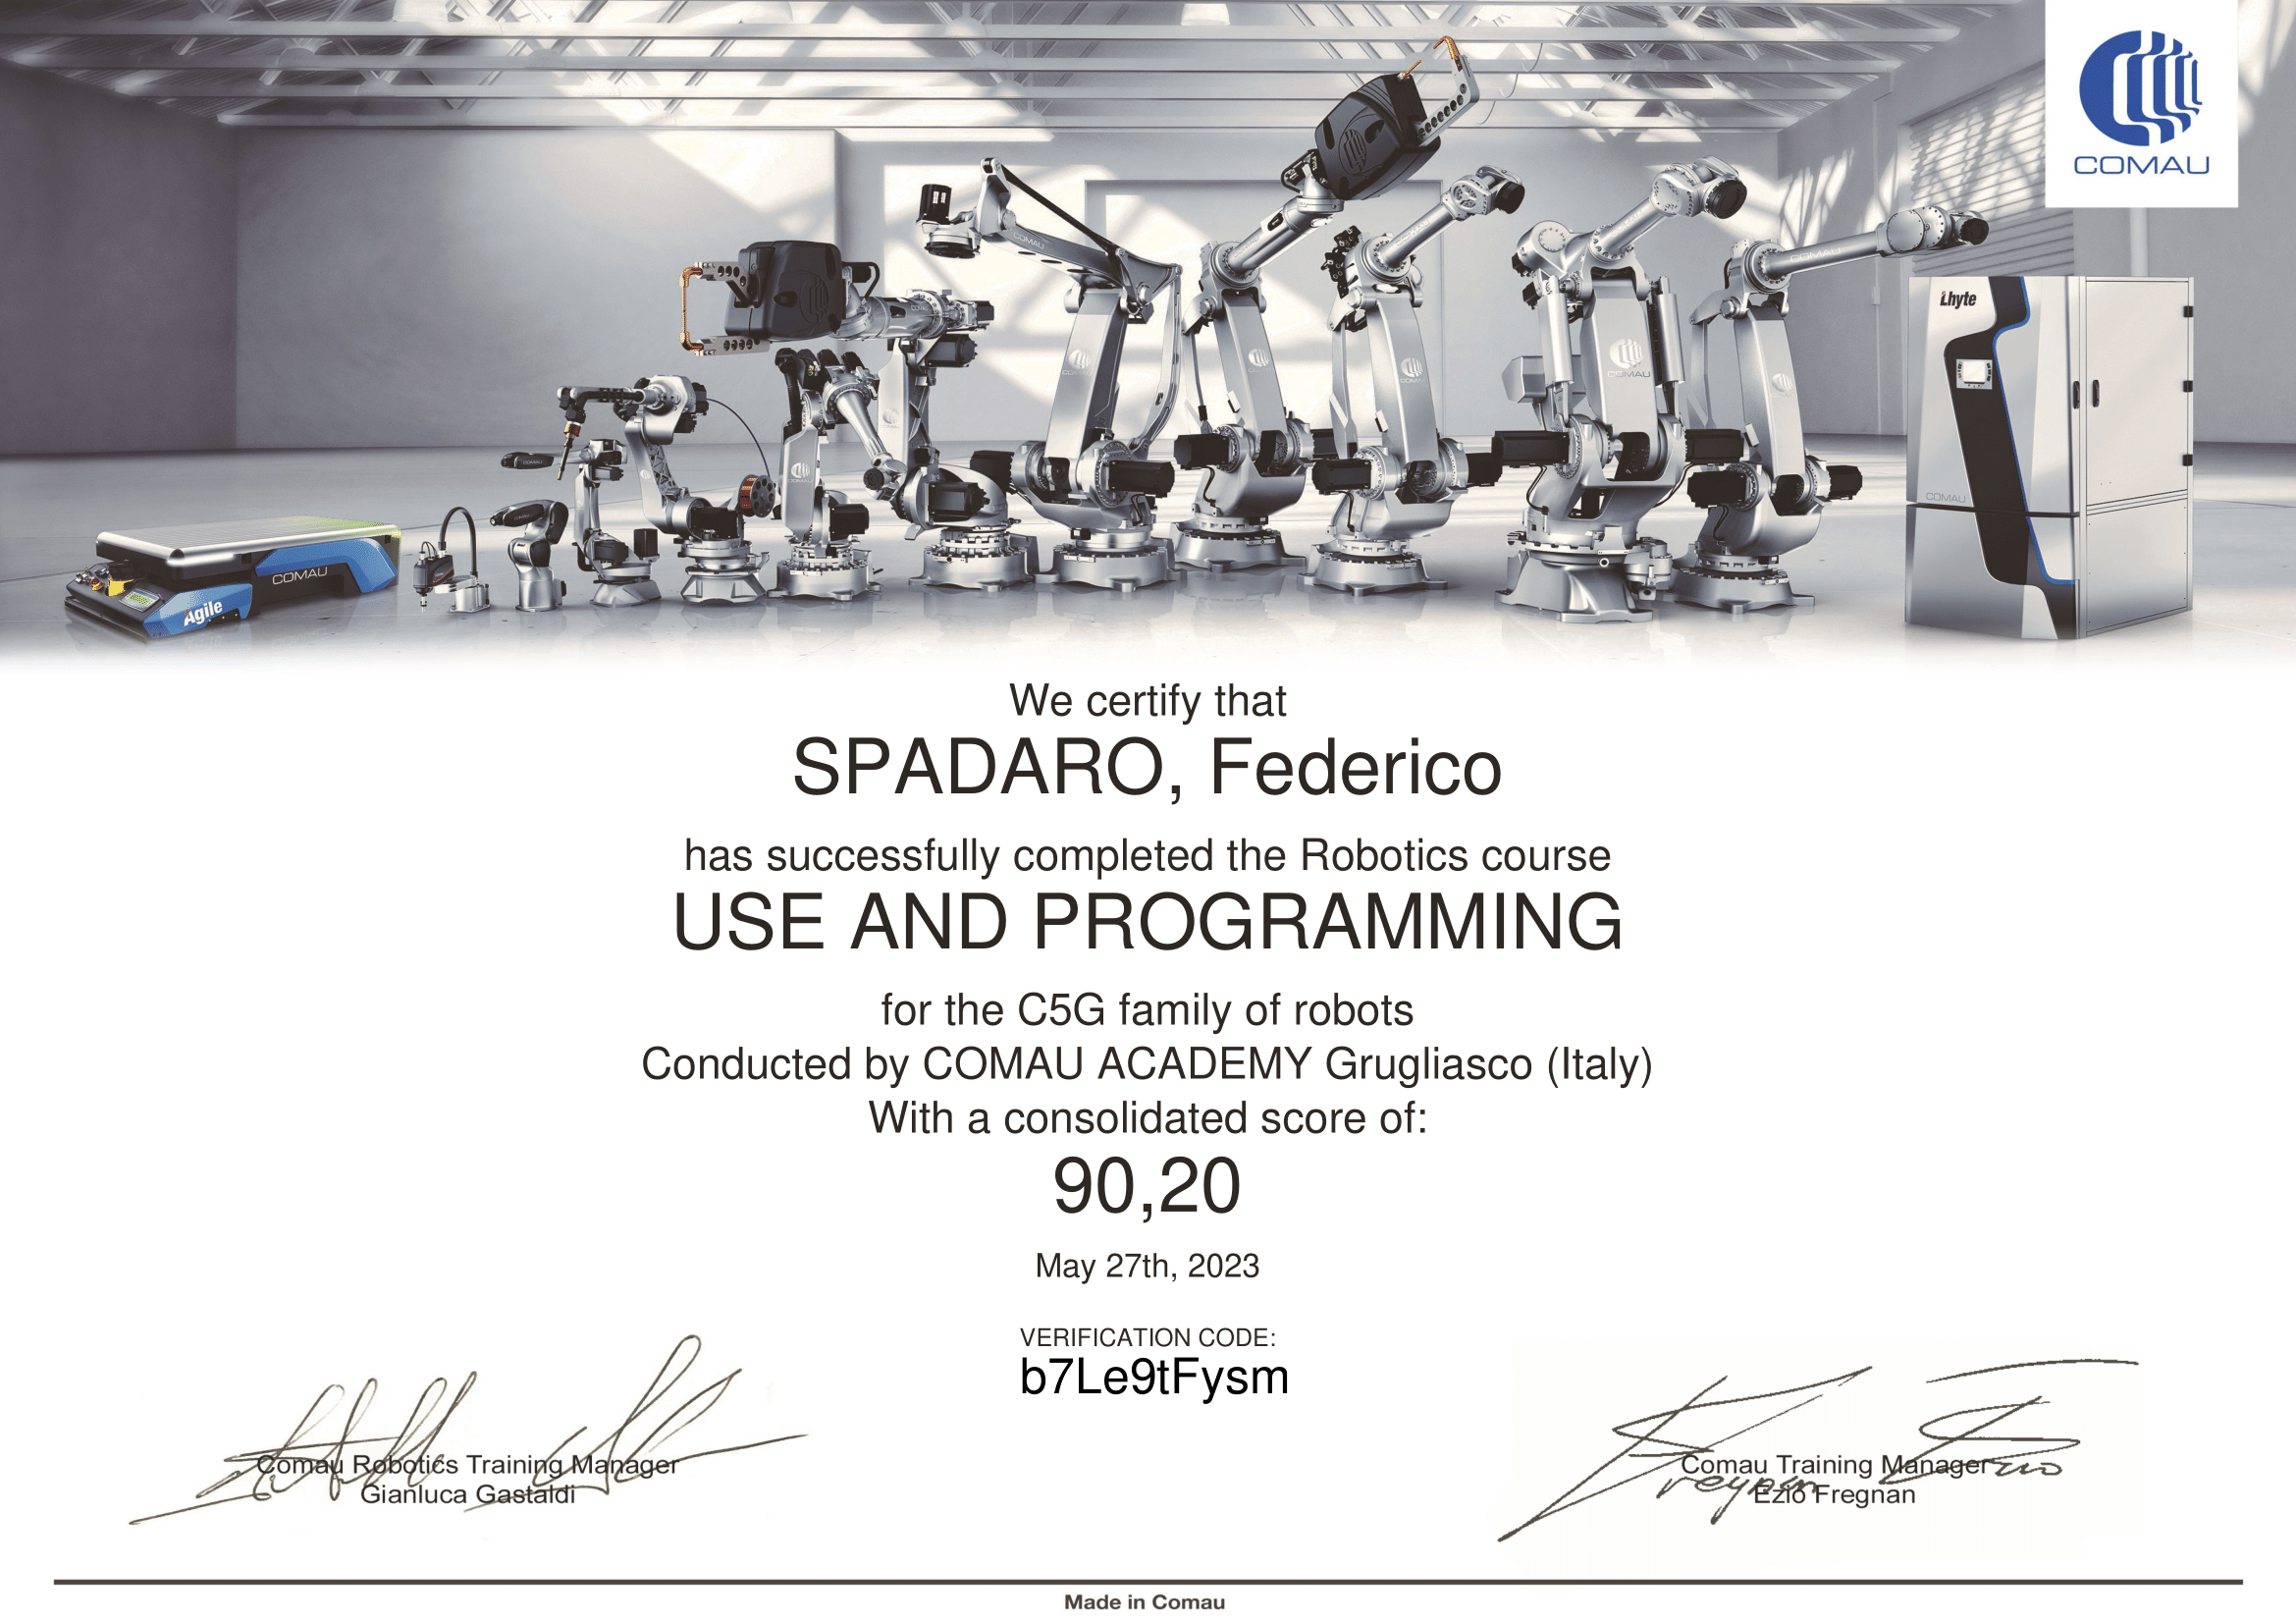 COMAU
Lhyte
COMAU
COMAU
Agile
We certify that
SPADARO, Federico
has successfully completed the Robotics course
USE AND PROGRAMMING
for the C5G family of robots
Conducted by COMAU ACADEMY Grugliasco (Italy)
With a consolidated score of:
90,20
May 27th, 2023
VERIFICATION CODE:
b7Le9tFysm
Comau Robotics Training Manager
Gianluca Gastaldi
Comau Training Manager
Ezio Fregnan
Made in Comau